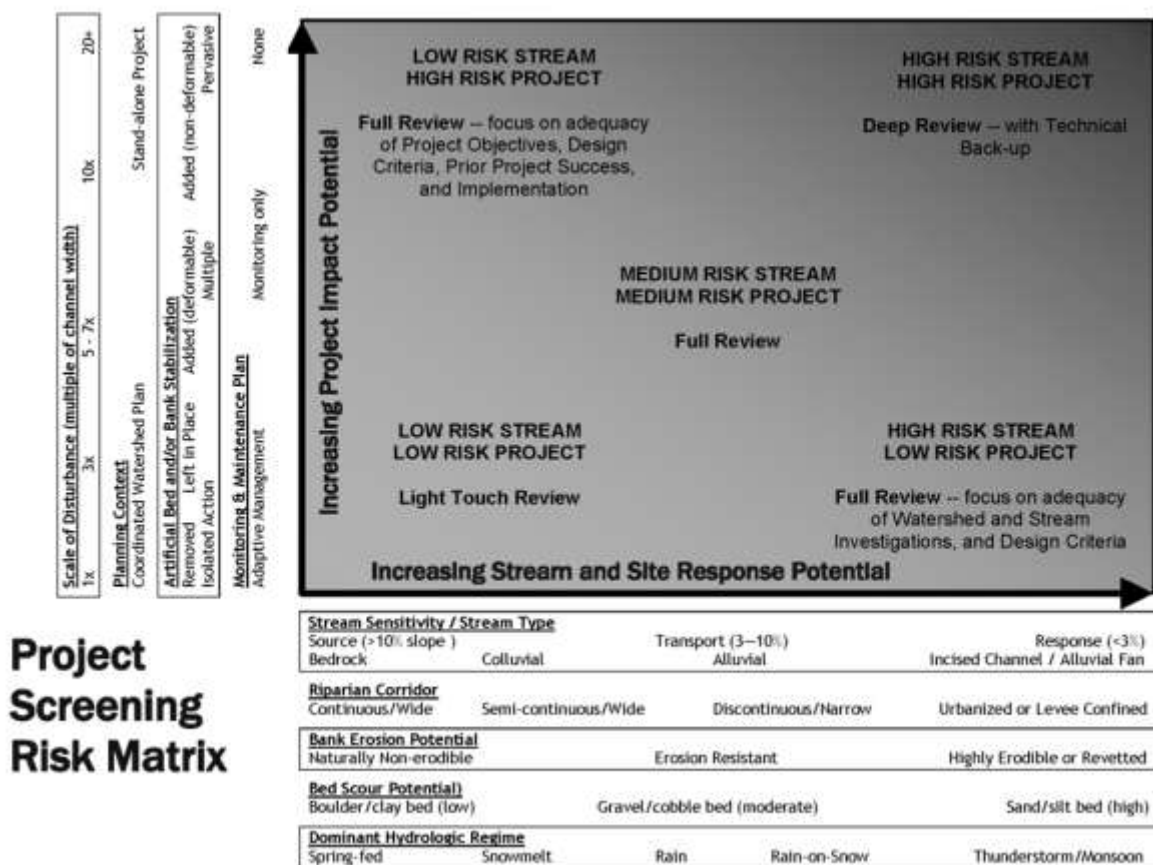 LOW RISK STREAM
HIGH RISK PROJECT
Full Review -- focus on adequacy
of Project Objectives, Design
Criteria, Prior Project Success,
and Implementation
HIGH RISK STREAM
HIGH RISK PROJECT
Deep Review -- with Technical
Back-up
MEDIUM RISK STREAM
MEDIUM RISK PROJECT
Full Review
LOW RISK STREAM
LOW RISK PROJECT
Light Touch Review
HIGH RISK STREAM
LOW RISK PROJECT
Full Review -- focus on adequacy
of Watershed and Stream
Investigations, and Design Criteria
Increasing Project Impact Potential
Increasing Stream and Site Response Potential
Scale of Disturbance (multiple of channel width)
1x 3x 5 - 7x 10x 20+
Planning Context
Coordinated Watershed Plan Stand-alone Project
Artificial Bed and/or Bank Stabilization
Removed Left in Place Added (deformable) Added (non-deformable)
Isolated Action Multiple Pervasive
Monitoring & Maintenance Plan
Adaptive Management Monitoring only None
Project
Screening
Risk Matrix
Stream Sensitivity / Stream Type
Source (>10% slope ) Transport (3—10%) Response (<3%)
Bedrock Colluvial Alluvial Incised Channel / Alluvial Fan
Riparian Corridor
Continuous/Wide Semi-continuous/Wide Discontinuous/Narrow Urbanized or Levee Confined
Bank Erosion Potential
Naturally Non-erodible Erosion Resistant Highly Erodible or Revetted
Bed Scour Potential)
Boulder/clay bed (low) Gravel/cobble bed (moderate) Sand/silt bed (high)
Dominant Hydrologic Regime
Spring-fed Snowmelt Rain Rain-on-Snow Thunderstorm/Monsoon